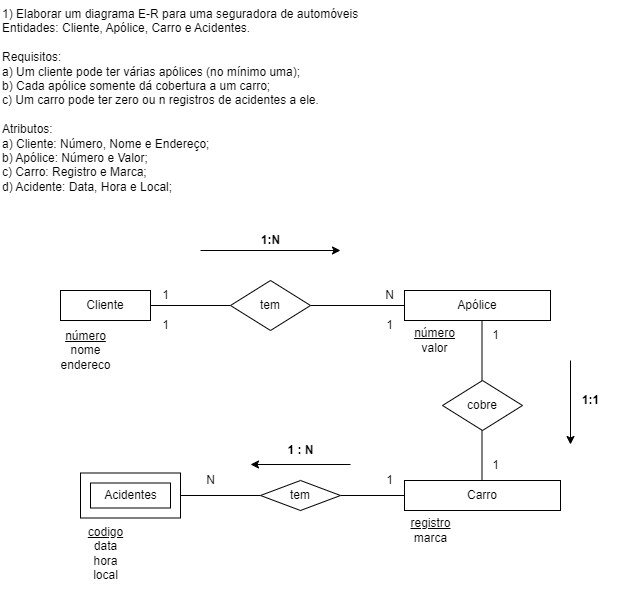 1) Elaborar um diagrama E-R para uma seguradora de automóveis
Entidades: Cliente, Apólice, Carro e Acidentes.
Requisitos:
a) Um cliente pode ter várias apólices (no mínimo uma);
b) Cada apólice somente dá cobertura a um carro;
c) Um carro pode ter zero ou n registros de acidentes a ele.
Atributos:
a) Cliente: Número, Nome e Endereço;
b) Apólice: Número e Valor;
c) Carro: Registro e Marca;
d) Acidente: Data, Hora e Local;
1:N
1
N
Cliente
tem
Apólice
1
1
número
nome
endereco
número
valor
1
cobre
1:1
1 : N
1
N
1
Acidentes
tem
Carro
codigo
data
hora
local
registro
marca